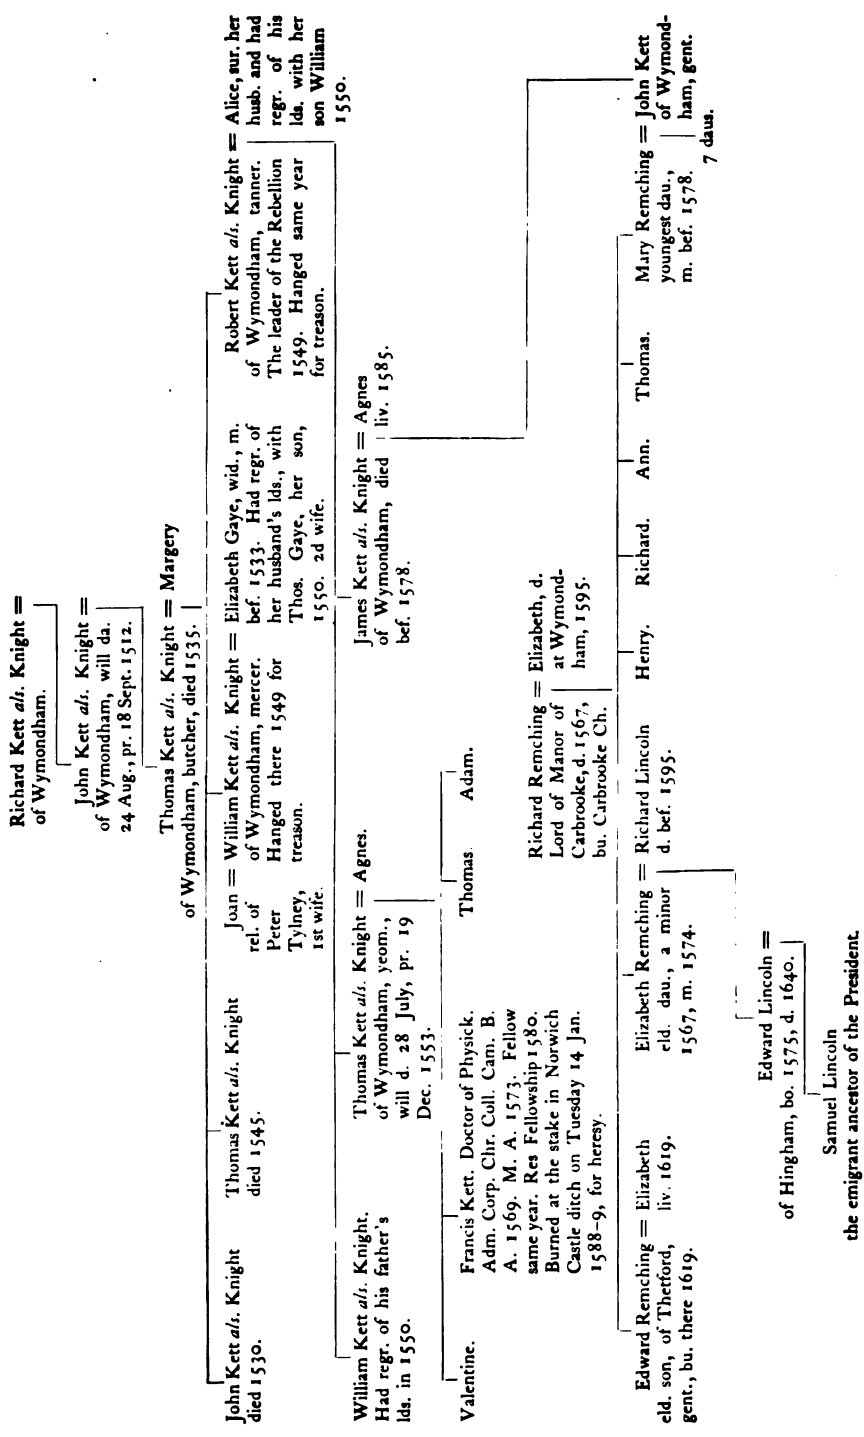 Richard Kett als. Knight =
of Wymondham.
John Kett als. Knight =
of Wymondham, will da.
24 Aug., pr. 18 Sept. 1512.
Thomas Kett als. Knight = Margery
of Wymondham, butcher, died 1535.
John Kett als. Knight
died 1530.
Thomas Kett als. Knight
died 1545.
Joan =
rel. of
Peter
Tylney,
1st wife.
William Kett als. Knight =
of Wymondham, mercer.
Hanged there 1549 for
treason.
Elizabeth Gaye, wid., m.
bef. 1533. Had regr. of
her husband's lds., with
Thos. Gaye, her son,
1550. 2d wife.
Robert Kett als. Knight =
of Wymondham, tanner.
The leader of the Rebellion
1549. Hanged same year
for treason.
Alice, sur. her
husb. and had
regr. of his
lds. with her
son William
1550.
William Kett als. Knight.
Had regr. of his father's
lds. in 1550.
Thomas Kett als. Knight = Agnes.
of Wymondham, yeom.,
will d. 28 July, pr. 19
Dec. 1553.
James Kett als. Knight = Agnes
of Wymondham, died
bef. 1578.
liv. 1585.
Valentine.
Francis Kett. Doctor of Physick.
Adm. Corp. Chr. Coll. Cam. B.
A. 1569. M. A. 1573. Fellow
same year. Res Fellowship 1580.
Burned at the stake in Norwich
Castle ditch on Tuesday 14 Jan.
1588-9, for heresy.
Thomas.
Adam.
Richard Remching =
Lord of Manor of
Carbrooke, d. 1567,
bu. Carbrooke Ch.
Elizabeth, d.
at Wymond-
ham, 1595.
Edward Remching =
eld. son, of Thetford,
gent., bu. there 1619.
Elizabeth
liv. 1619.
Elizabeth Remching =
eld. dau., a minor
1567, m. 1574.
Richard Lincoln
d. bef. 1595.
Henry.
Richard.
Ann.
Thomas.
Mary Remching =
youngest dau.,
m. bef. 1578.
John Kett
of Wymond-
ham, gent.
7 daus.
Edward Lincoln =
of Hingham, bo. 1575, d. 1640.
Samuel Lincoln
the emigrant ancestor of the President.